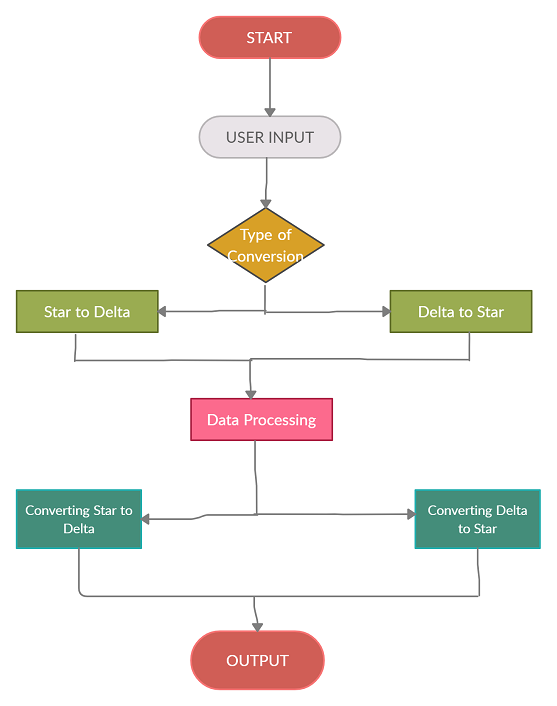 START
USER INPUT
Type of
Conversion
Star to Delta
Delta to Star
Data Processing
Converting Star to
Delta
Converting Delta
to Star
OUTPUT